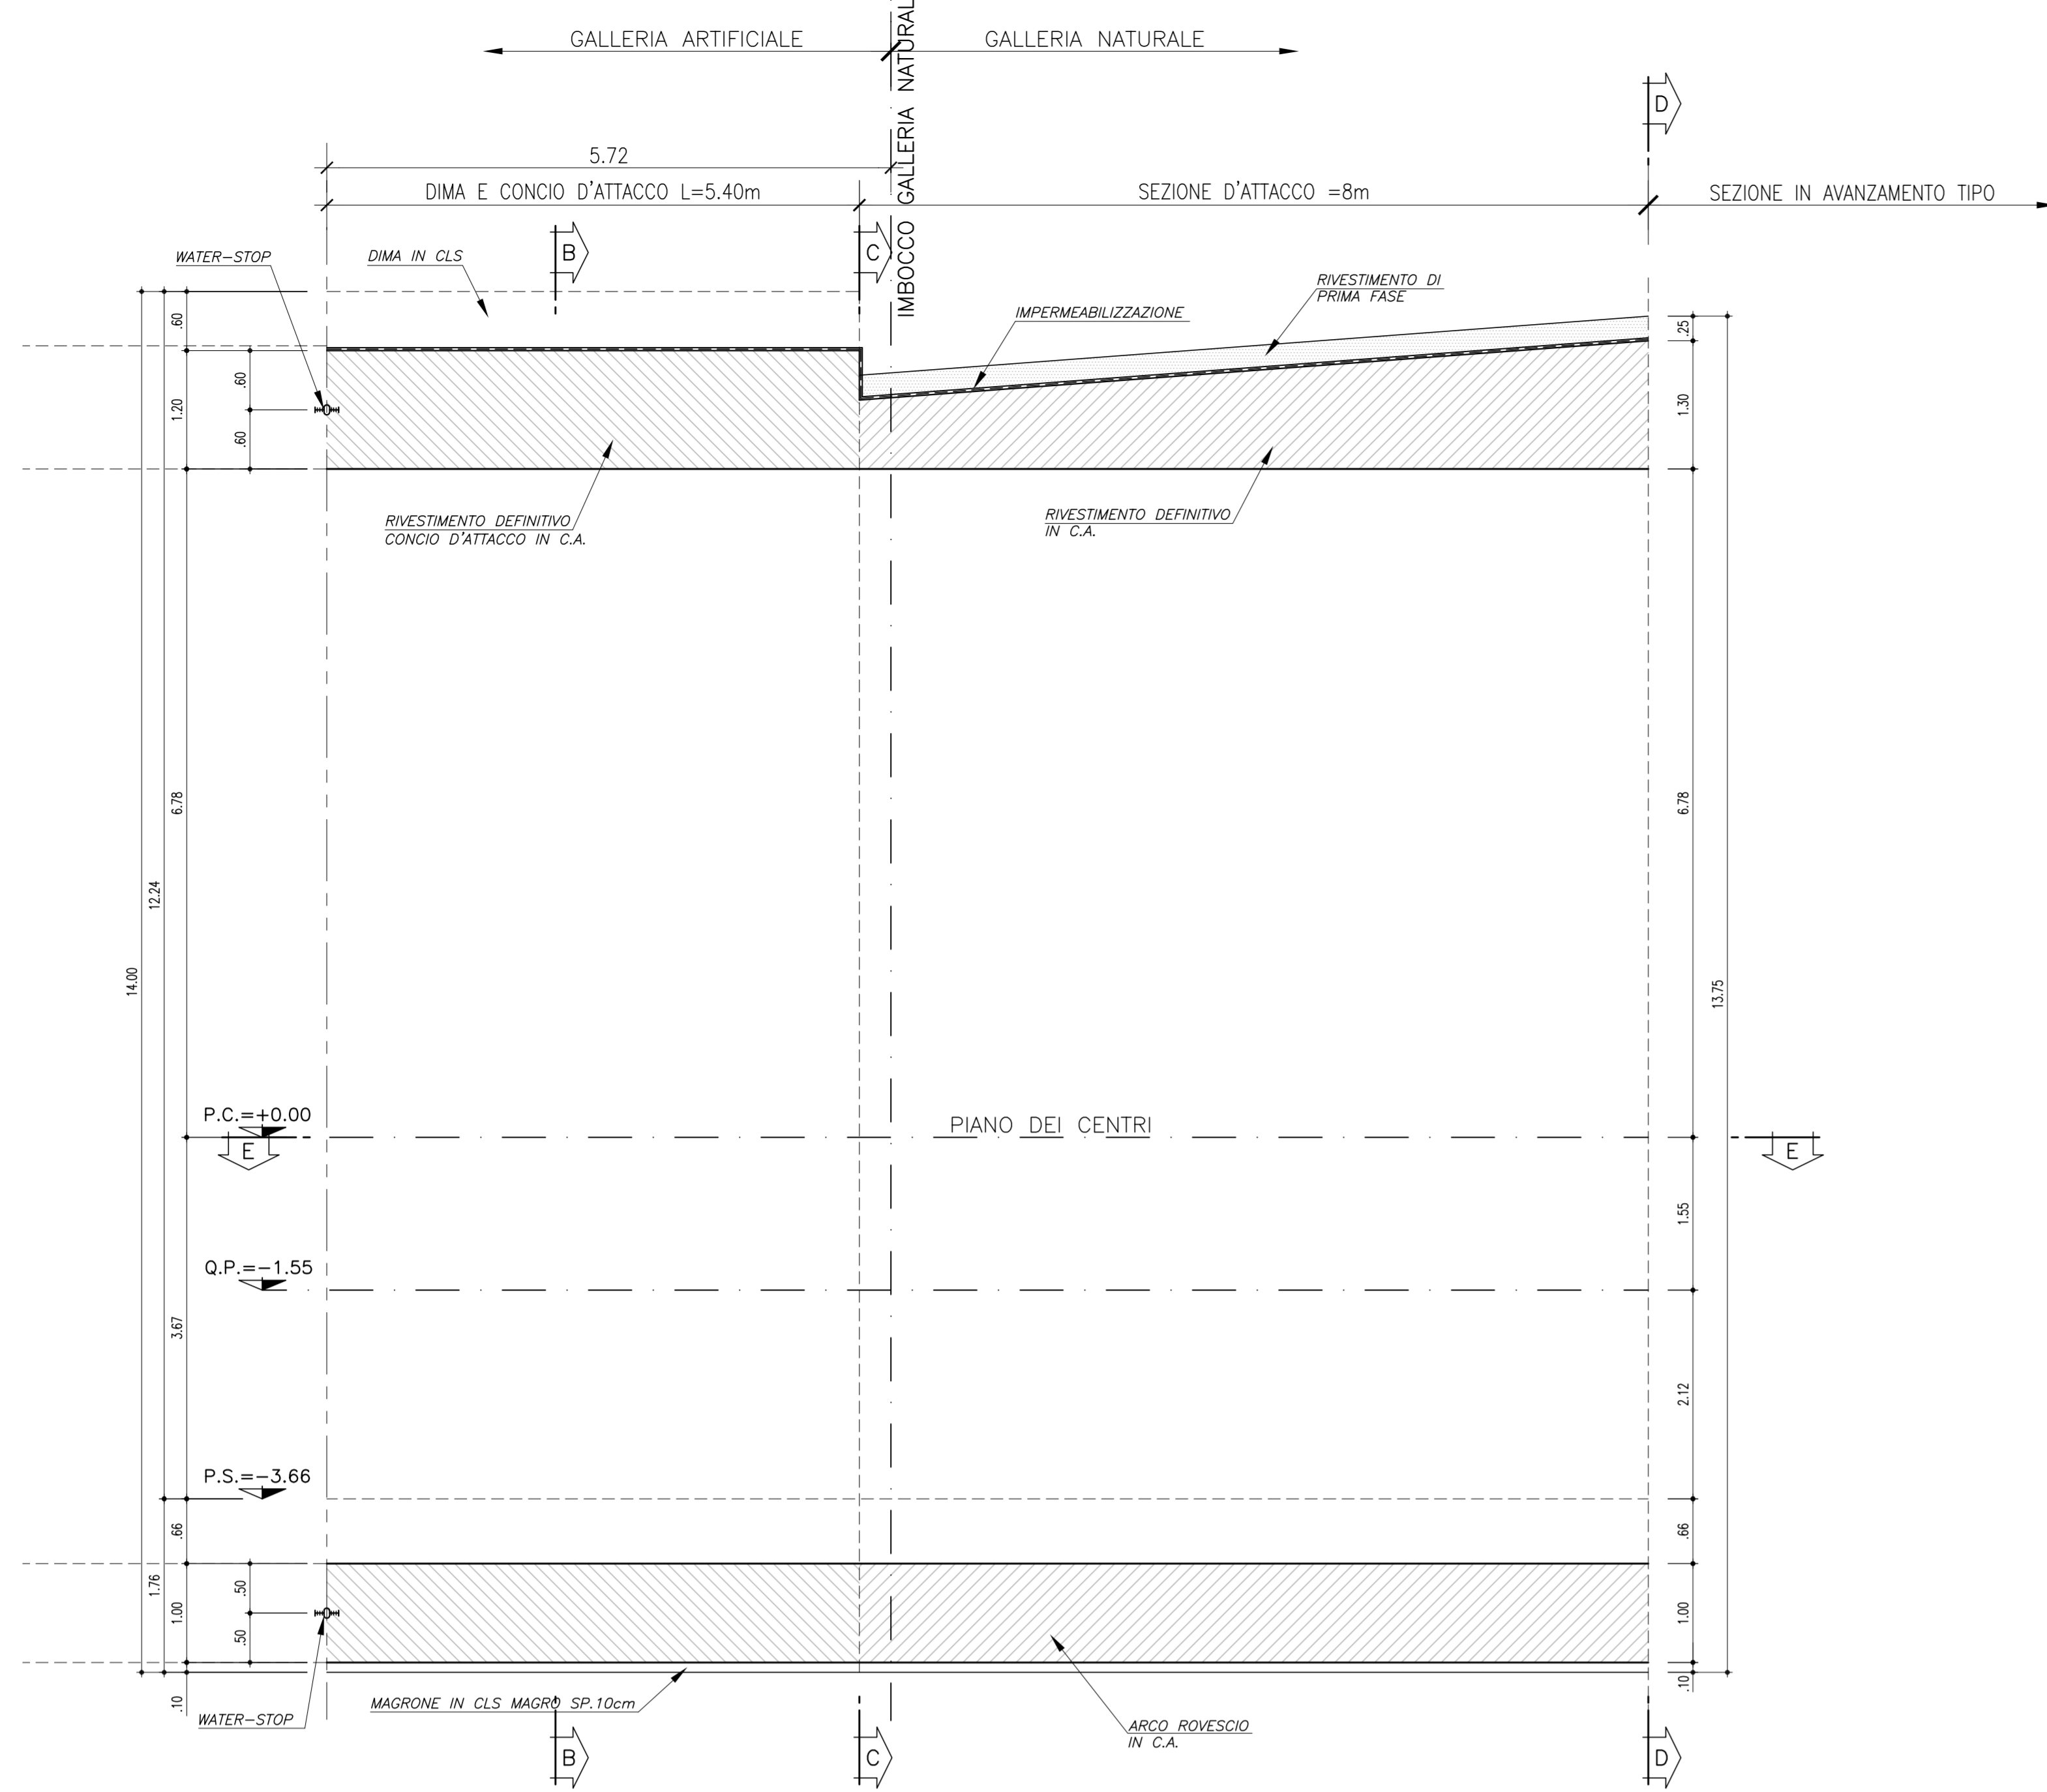 GALLERIA ARTIFICIALE
GALLERIA NATURALE
IMBOCCO GALLERIA NATURAL
D
5.72
DIMA E CONCIO D'ATTACCO L=5.40m
SEZIONE D'ATTACCO =8m
SEZIONE IN AVANZAMENTO TIPO
WATER-STOP
DIMA IN CLS
B
C
RIVESTIMENTO DI
PRIMA FASE
IMPERMEABILIZZAZIONE
.60
.25
.60
1.20
.60
1.30
RIVESTIMENTO DEFINITIVO
CONCIO D'ATTACCO IN C.A.
RIVESTIMENTO DEFINITIVO
IN C.A.
6.78
6.78
12.24
14.00
13.75
P.C.=+0.00
PIANO DEI CENTRI
E
E
1.55
Q.P.=-1.55
3.67
2.12
P.S.=-3.66
.66
.66
1.76
.50
1.00
.50
1.00
.10
.10
MAGRONE IN CLS MAGRO SP.10cm
WATER-STOP
ARCO ROVESCIO
IN C.A.
B
C
D